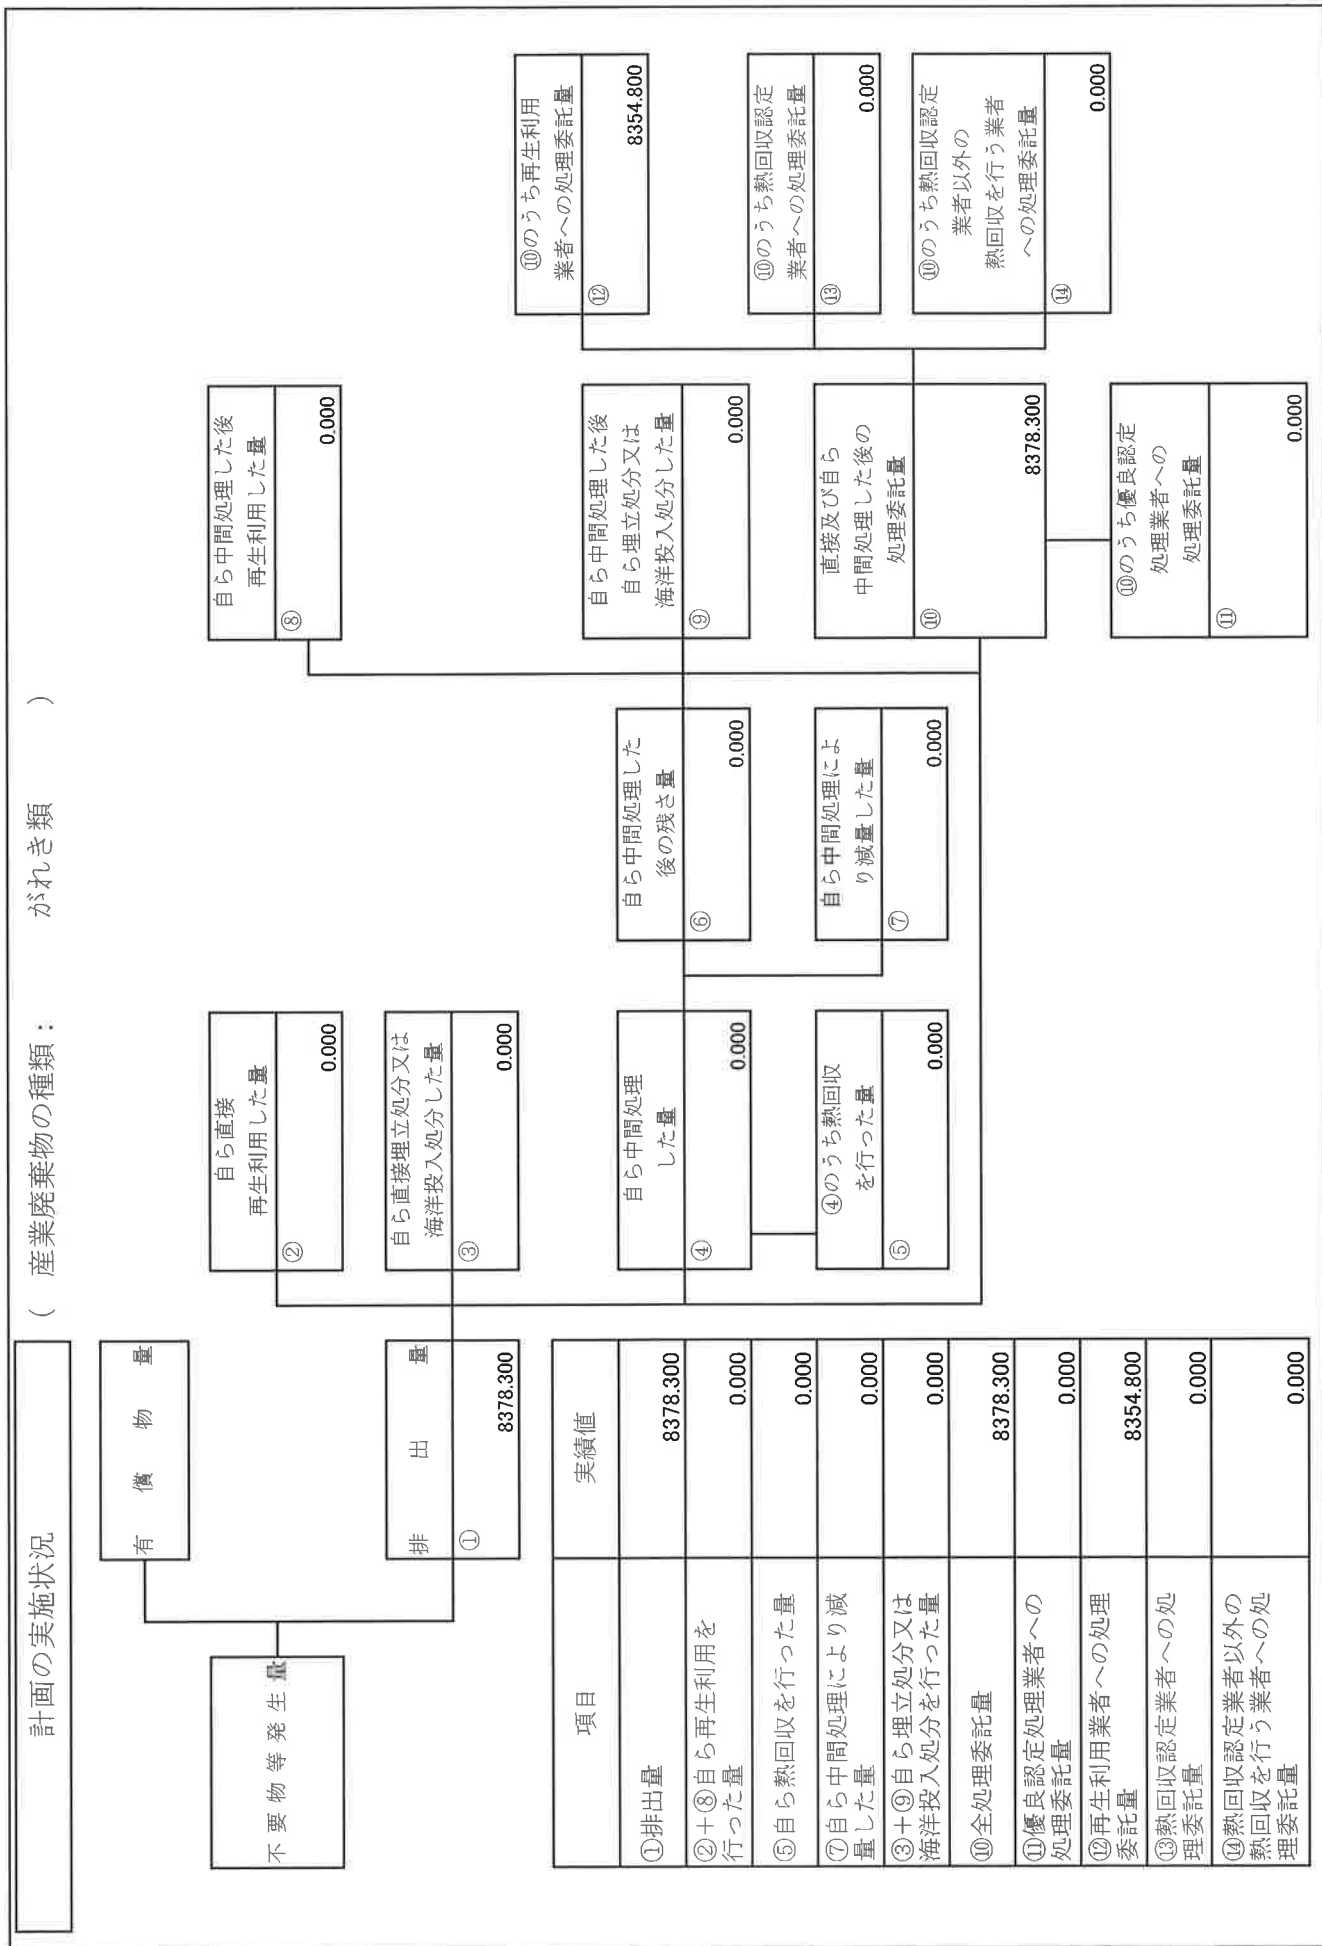 計画の実施状況
( 産業廃棄物の種類: がれき類 )
有償物量
不要物等発生量
排出量
①
8378.300
自ら直接
再生利用した量
②
0.000
自ら直接埋立処分又は
海洋投入処分した量
③
0.000
自ら中間処理
した量
④
0.000
④のうち熱回収
を行った量
⑤
0.000
自ら中間処理した
後の残さ量
⑥
0.000
自ら中間処理によ
り減量した量
⑦
0.000
自ら中間処理した後
再生利用した量
⑧
0.000
自ら中間処理した後
自ら埋立処分又は
海洋投入処分した量
⑨
0.000
直接及び自ら
中間処理した後の
処理委託量
⑩
8378.300
⑩のうち優良認定
処理業者への
処理委託量
⑪
0.000
⑩のうち再生利用
業者への処理委託量
⑫
8354.800
⑩のうち熱回収認定
業者への処理委託量
⑬
0.000
⑩のうち熱回収認定
業者以外の
熱回収を行う業者
への処理委託量
⑭
0.000
項目 実績値
①排出量 8378.300
②+⑧自ら再生利用を
行った量 0.000
⑤自ら熱回収を行った量 0.000
⑦自ら中間処理により減
量した量 0.000
③+⑨自ら埋立処分又は
海洋投入処分を行った量 0.000
⑩全処理委託量 8378.300
⑪優良認定処理業者への
処理委託量 0.000
⑫再生利用業者への処理
委託量 8354.800
⑬熱回収認定業者への処
理委託量 0.000
⑭熱回収認定業者以外の
熱回収を行う業者への処
理委託量 0.000